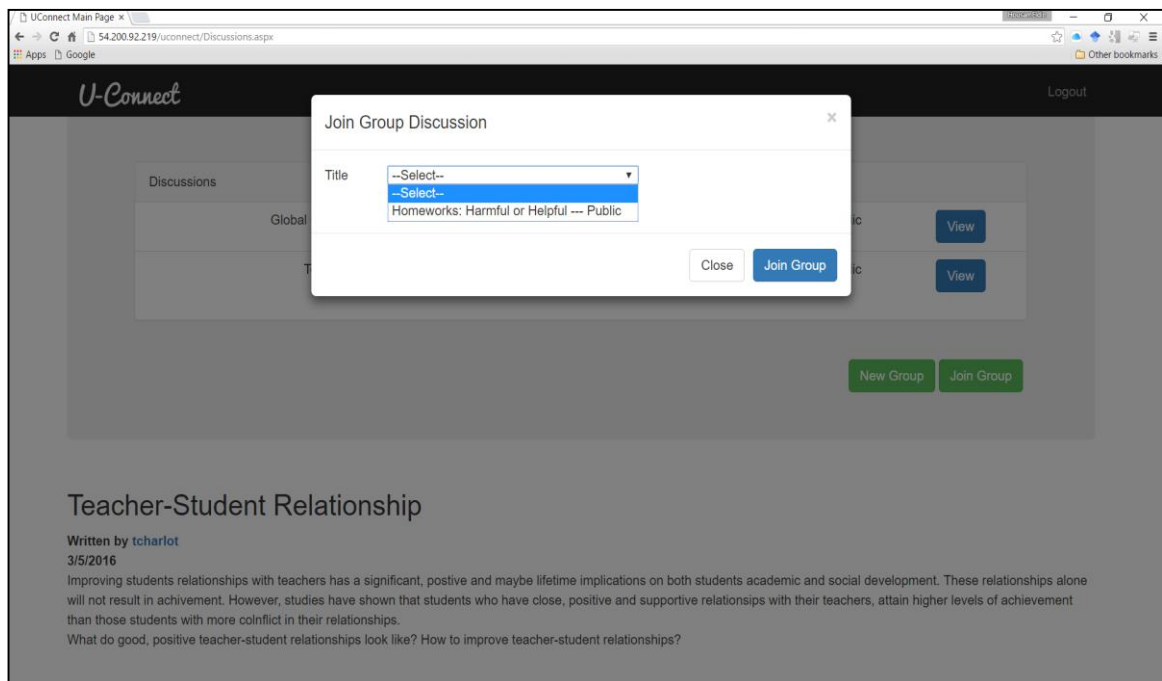 UConnect Main Page
54.200.92.219/uconnect/Discussions.aspx
Apps Google Other bookmarks
U-Connect Logout
Join Group Discussion ×
Title --Select--
--Select--
Homeworks: Harmful or Helpful --- Public
Discussions
Global ic View
T ic View
Close Join Group
New Group Join Group
Teacher-Student Relationship
Written by tcharlot
3/5/2016
Improving students relationships with teachers has a significant, postive and maybe lifetime implications on both students academic and social development. These relationships alone
will not result in achivement. However, studies have shown that students who have close, positive and supportive relationsips with their teachers, attain higher levels of achievement
than those students with more colnflict in their relationships.
What do good, positive teacher-student relationships look like? How to improve teacher-student relationships?